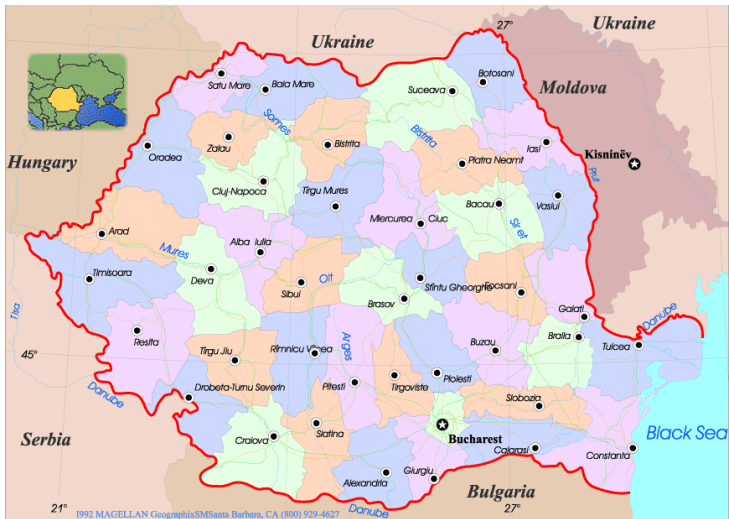 27°
Ukraine
Ukraine
Botosani
Satu Mare
Baia Mare
Suceava
Moldova
Somes
Bistrita
Zalau
Bistrita
Iasi
Kisninëv
Hungary
Oradea
Piatra Neamt
Prut
Cluj-Napoca
Tirgu Mures
Bacau
Vaslui
Miercurea Ciuc
Siret
Arad
Mures
Alba Iulia
Timisoara
Deva
Olt
Sfintu Gheorghe
Focsani
Sibui
Brasov
Tisa
Galati
Danube
Resita
Arges
Buzau
Braila
Tulcea
45°
Tirgu Jiu
Rimnicu Vilcea
Danube
Drobeta-Turnu Severin
Pitesti
Tirgoviste
Ploiesti
Slobozia
Black Sea
Serbia
Craiova
Slatina
Bucharest
Calarasi
Constanta
Alexandria
Giurgiu
Bulgaria
21°
1992 MAGELLAN GeographixSMSanta Barbara, CA (800) 929-4627
Danube
27°